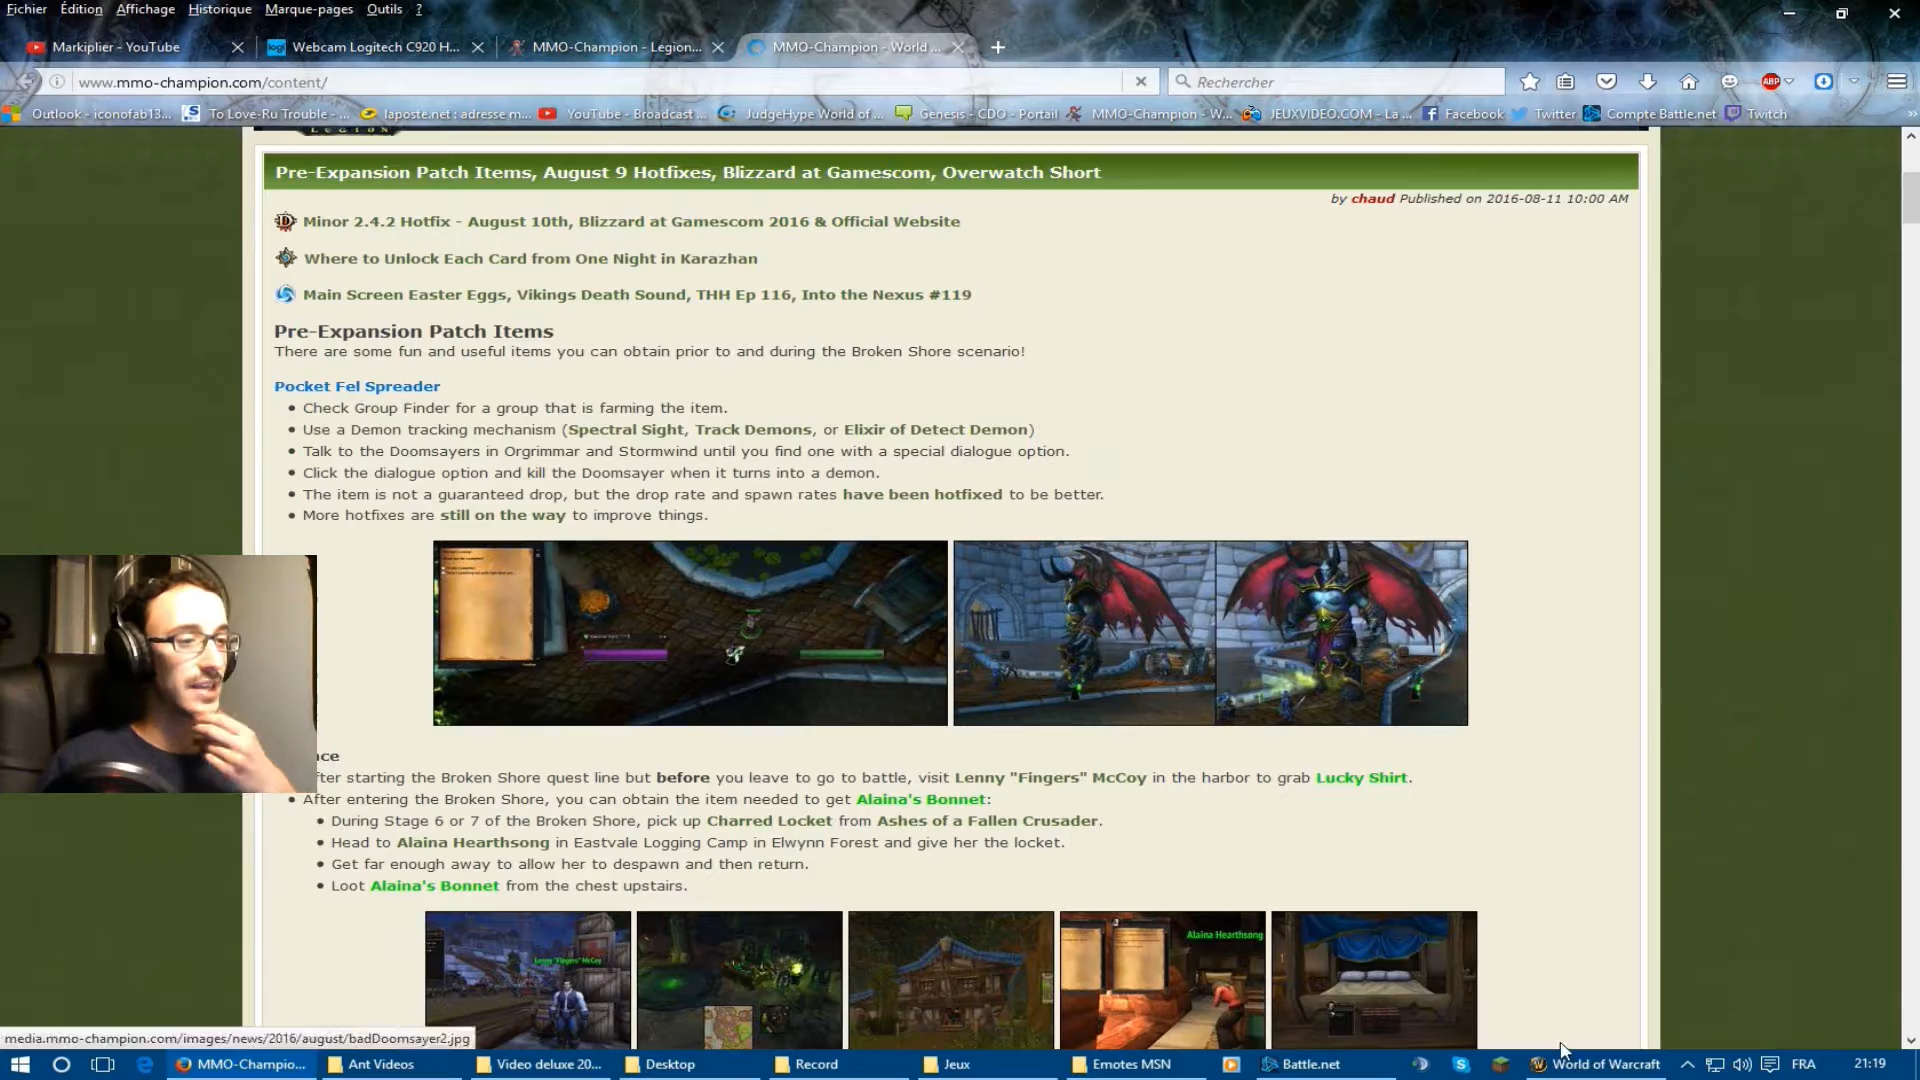 Fichier Édition Affichage Historique Marque-pages Outils ?
Markiplier - YouTube
Webcam Logitech C920 H...
MMO-Champion - Legion...
MMO-Champion - World ...
www.mmo-champion.com/content/
Rechercher
ABP
Outlook - iconofab13...
To Love-Ru Trouble - ...
laposte.net : adresse m...
YouTube - Broadcast ...
JudgeHype World of ...
Genesis - CDO - Portail
MMO-Champion - W...
JEUXVIDEO.COM - La ...
Facebook
Twitter
Compte Battle.net
Twitch
LEGION
Pre-Expansion Patch Items, August 9 Hotfixes, Blizzard at Gamescom, Overwatch Short
by chaud Published on 2016-08-11 10:00 AM
Minor 2.4.2 Hotfix - August 10th, Blizzard at Gamescom 2016 & Official Website
Where to Unlock Each Card from One Night in Karazhan
Main Screen Easter Eggs, Vikings Death Sound, THH Ep 116, Into the Nexus #119
Pre-Expansion Patch Items
There are some fun and useful items you can obtain prior to and during the Broken Shore scenario!
Pocket Fel Spreader
• Check Group Finder for a group that is farming the item.
• Use a Demon tracking mechanism (Spectral Sight, Track Demons, or Elixir of Detect Demon)
• Talk to the Doomsayers in Orgrimmar and Stormwind until you find one with a special dialogue option.
• Click the dialogue option and kill the Doomsayer when it turns into a demon.
• The item is not a guaranteed drop, but the drop rate and spawn rates have been hotfixed to be better.
• More hotfixes are still on the way to improve things.
nce
fter starting the Broken Shore quest line but before you leave to go to battle, visit Lenny "Fingers" McCoy in the harbor to grab Lucky Shirt.
• After entering the Broken Shore, you can obtain the item needed to get Alaina's Bonnet:
• During Stage 6 or 7 of the Broken Shore, pick up Charred Locket from Ashes of a Fallen Crusader.
• Head to Alaina Hearthsong in Eastvale Logging Camp in Elwynn Forest and give her the locket.
• Get far enough away to allow her to despawn and then return.
• Loot Alaina's Bonnet from the chest upstairs.
Lenny "Fingers" McCoy
Alaina Hearthsong
media.mmo-champion.com/images/news/2016/august/badDoomsayer2.jpg
MMO-Champio...
Ant Videos
Video deluxe 20...
Desktop
Record
Jeux
Emotes MSN
Battle.net
World of Warcraft
FRA
21:19